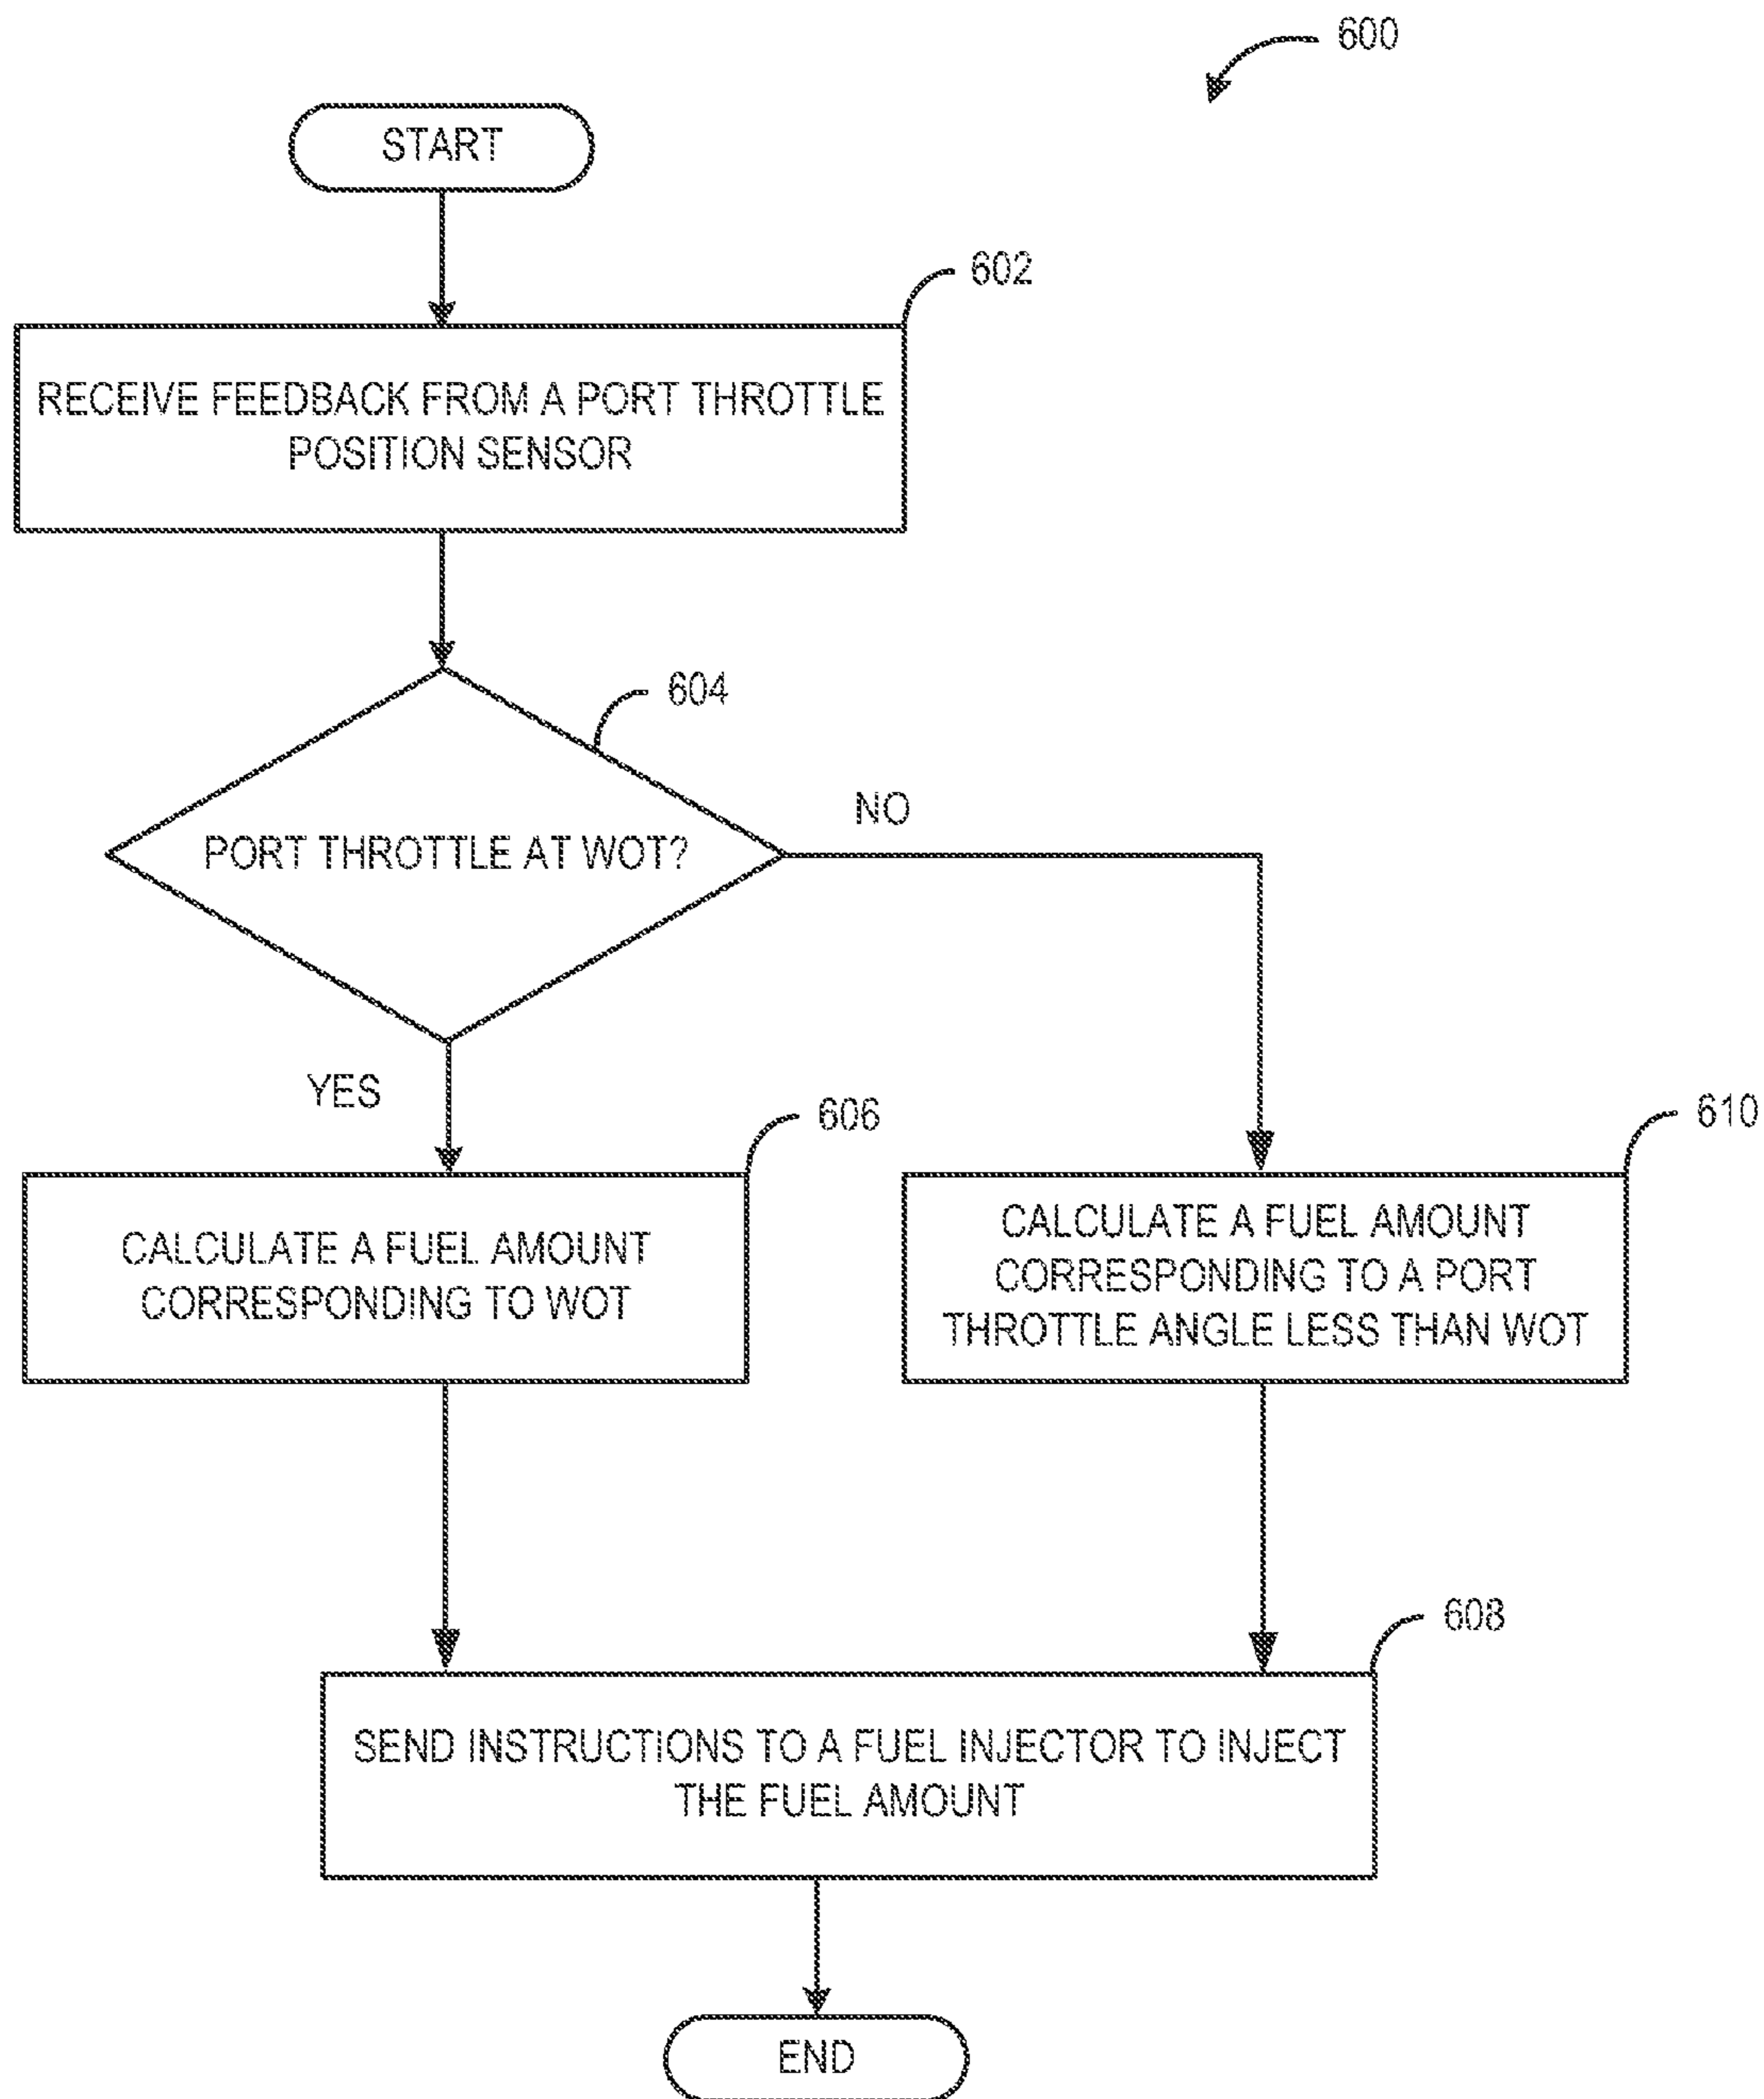 600
START
602
RECEIVE FEEDBACK FROM A PORT THROTTLE
POSITION SENSOR
604
NO
PORT THROTTLE AT WOT?
YES
606
610
CALCULATE A FUEL AMOUNT
CORRESPONDING TO WOT
CALCULATE A FUEL AMOUNT
CORRESPONDING TO A PORT
THROTTLE ANGLE LESS THAN WOT
608
SEND INSTRUCTIONS TO A FUEL INJECTOR TO INJECT
THE FUEL AMOUNT
END